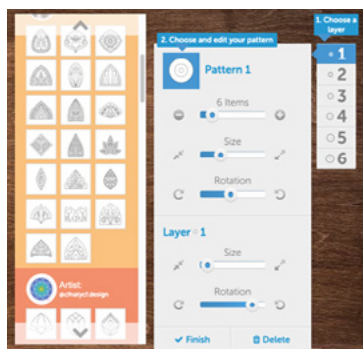 2. Choose and edit your pattern
Pattern 1
6 Items
Size
Rotation
Layer 1
Size
Rotation
Finish
Delete
1. Choose a
layer
1
2
3
4
5
6
Artist:
@cfnatycf.design